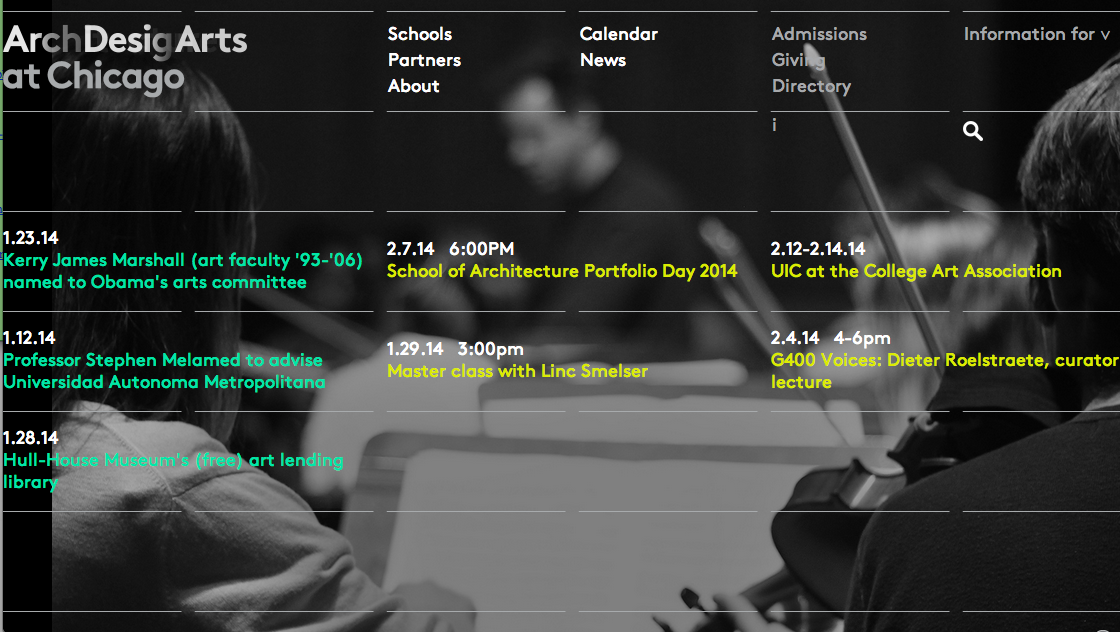 ArchDesignArts
at Chicago
Schools
Partners
About
Calendar
News
Admissions
Giving
Directory
i
Information for v
1.23.14
Kerry James Marshall (art faculty '93-'06)
named to Obama's arts committee
2.7.14 6:00PM
School of Architecture Portfolio Day 2014
2.12-2.14.14
UIC at the College Art Association
1.12.14
Professor Stephen Melamed to advise
Universidad Autonoma Metropolitana
1.29.14 3:00pm
Master class with Linc Smelser
2.4.14 4-6pm
G400 Voices: Dieter Roelstraete, curator
lecture
1.28.14
Hull-House Museum's (free) art lending
library